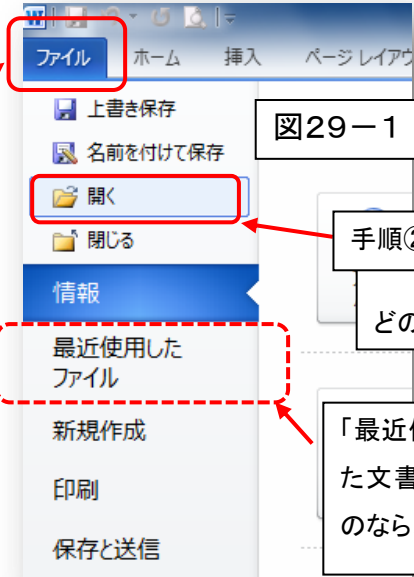 ファイル ホーム 挿入 ページ レイアウ
上書き保存
図29－1
名前を付けて保存
開く
閉じる
手順②
情報
どの
最近使用した
ファイル
「最近使
た文書
のなら
新規作成
印刷
保存と送信